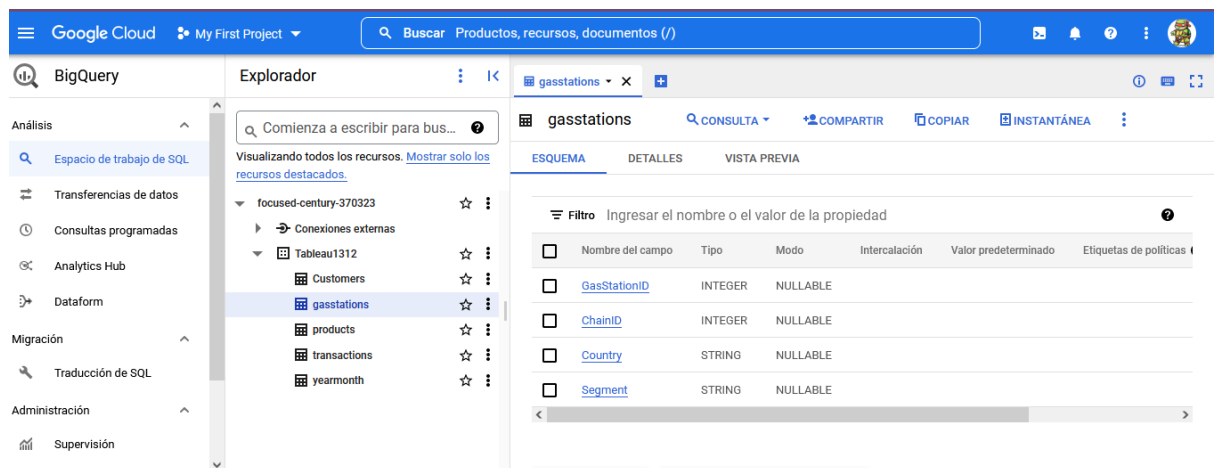 Google Cloud
My First Project
Buscar Productos, recursos, documentos (/)
BigQuery
Análisis
Espacio de trabajo de SQL
Transferencias de datos
Consultas programadas
Analytics Hub
Dataform
Migración
Traducción de SQL
Administración
Supervisión
Explorador
Comienza a escribir para bus...
Visualizando todos los recursos. Mostrar solo los
recursos destacados.
focused-century-370323
Conexiones externas
Tableau1312
Customers
gasstations
products
transactions
yearmonth
gasstations
gasstations
CONSULTA
COMPARTIR
COPIAR
INSTANTÁNEA
ESQUEMA DETALLES VISTA PREVIA
Filtro Ingresar el nombre o el valor de la propiedad
Nombre del campo Tipo Modo Intercalación Valor predeterminado Etiquetas de políticas
GasStationID INTEGER NULLABLE
ChainID INTEGER NULLABLE
Country STRING NULLABLE
Segment STRING NULLABLE